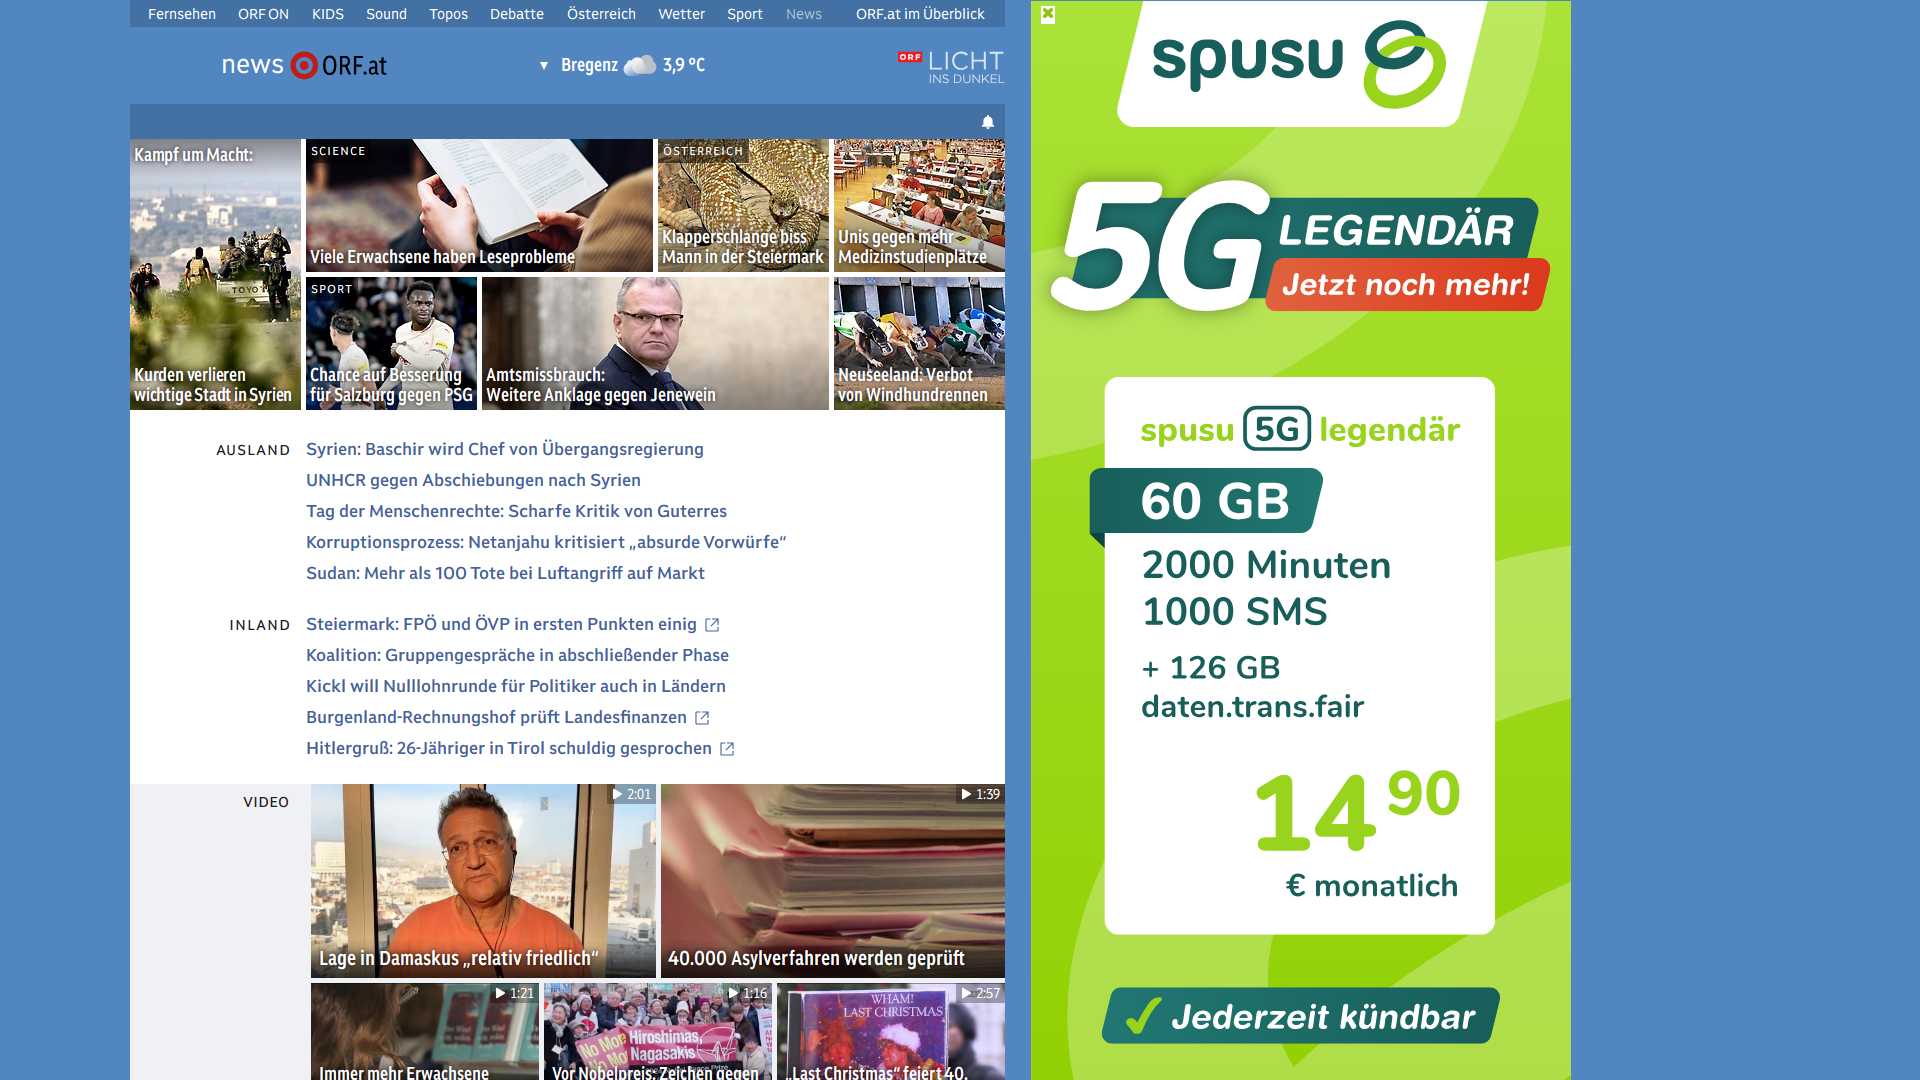 Fernsehen ORF ON KIDS Sound Topos Debatte Österreich Wetter Sport News ORF.at im Überblick
news ORF.at
Bregenz 3,9 ºC
ORF LICHT
INS DUNKEL
Kampf um Macht:
Kurden verlieren
wichtige Stadt in Syrien
TOYO
SCIENCE
Viele Erwachsene haben Leseprobleme
ÖSTERREICH
Klapperschlange biss
Mann in der Steiermark
Unis gegen mehr
Medizinstudienplätze
SPORT
Chance auf Besserung
für Salzburg gegen PSG
Amtsmissbrauch:
Weitere Anklage gegen Jenewein
Neuseeland: Verbot
von Windhundrennen
AUSLAND
Syrien: Baschir wird Chef von Übergangsregierung
UNHCR gegen Abschiebungen nach Syrien
Tag der Menschenrechte: Scharfe Kritik von Guterres
Korruptionsprozess: Netanjahu kritisiert „absurde Vorwürfe“
Sudan: Mehr als 100 Tote bei Luftangriff auf Markt
INLAND
Steiermark: FPÖ und ÖVP in ersten Punkten einig
Koalition: Gruppengespräche in abschließender Phase
Kickl will Nulllohnrunde für Politiker auch in Ländern
Burgenland-Rechnungshof prüft Landesfinanzen
Hitlergruß: 26-Jähriger in Tirol schuldig gesprochen
VIDEO
2:01
Lage in Damaskus „relativ friedlich“
1:39
40.000 Asylverfahren werden geprüft
1:21
Immer mehr Erwachsene
1:16
No More Hiroshimas,
Nagasakis
Vor Nobelpreis: Zeichen gegen
2:57
WHAM!
LAST CHRISTMAS
„Last Christmas“ feiert 40.
spusu
5G LEGENDÄR
Jetzt noch mehr!
spusu 5G legendär
60 GB
2000 Minuten
1000 SMS
+ 126 GB
daten.trans.fair
14 90
€ monatlich
Jederzeit kündbar